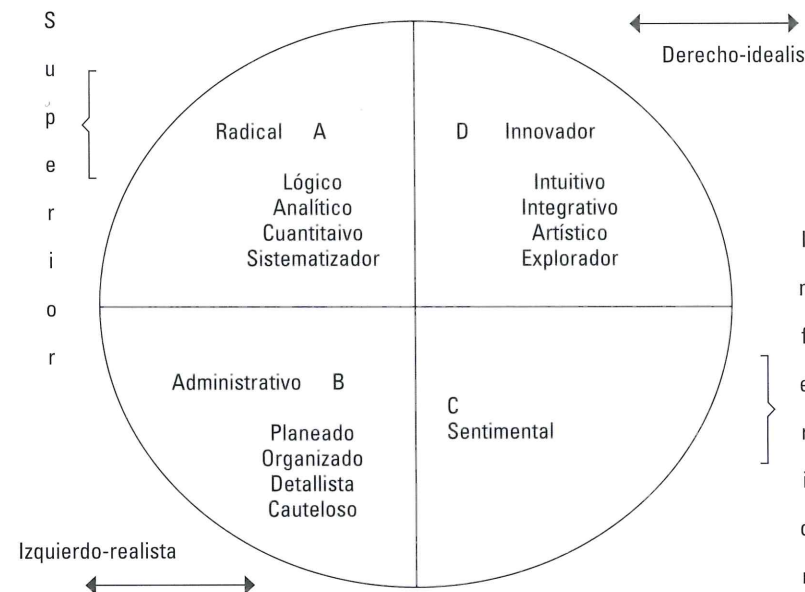 Superior
Derecho-idealis
Radical A
Lógico
Analítico
Cuantitaivo
Sistematizador
D Innovador
Intuitivo
Integrativo
Artístico
Explorador
Administrativo B
Planeado
Organizado
Detallista
Cauteloso
C
Sentimental
Izquierdo-realista